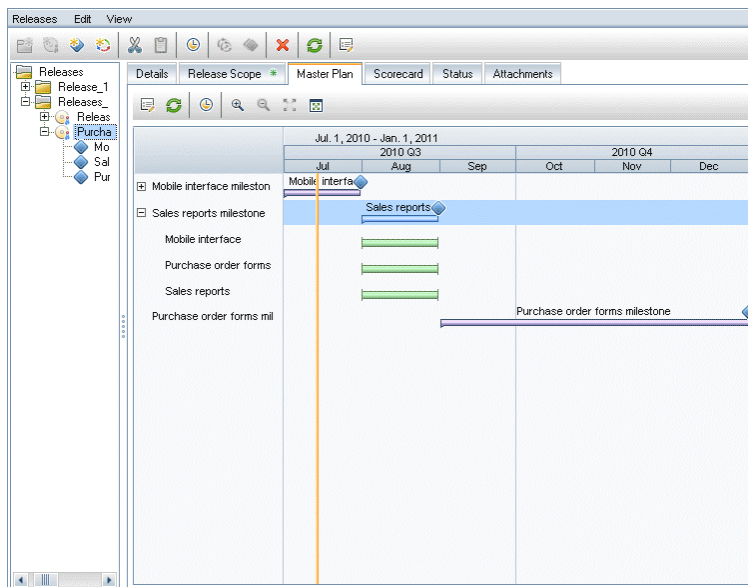 Releases Edit View
Releases
Release_1
Releases_
Releas
Purcha
Mo
Sal
Pur
Details Release Scope * Master Plan Scorecard Status Attachments
Jul. 1, 2010 - Jan. 1, 2011
2010 Q3 2010 Q4
Jul Aug Sep Oct Nov Dec
Mobile interface mileston Mobile interfa
Sales reports milestone Sales reports
Mobile interface
Purchase order forms
Sales reports
Purchase order forms mil Purchase order forms milestone